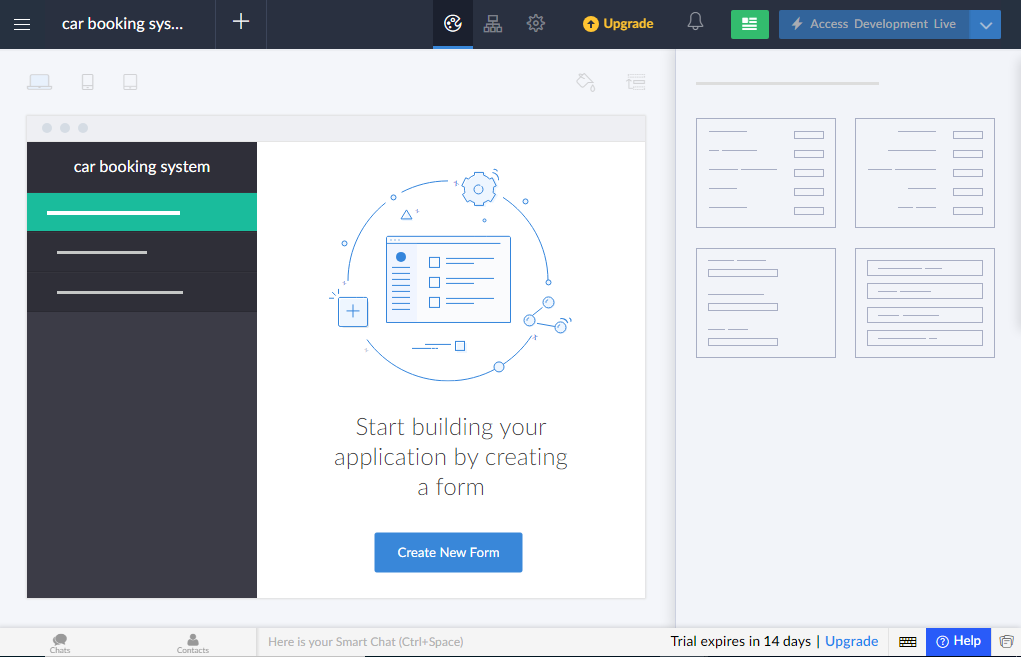 car booking sys...
Upgrade
Access Development Live
car booking system
Start building your
application by creating
a form
Create New Form
Chats
Contacts
Here is your Smart Chat (Ctrl+Space)
Trial expires in 14 days | Upgrade
Help